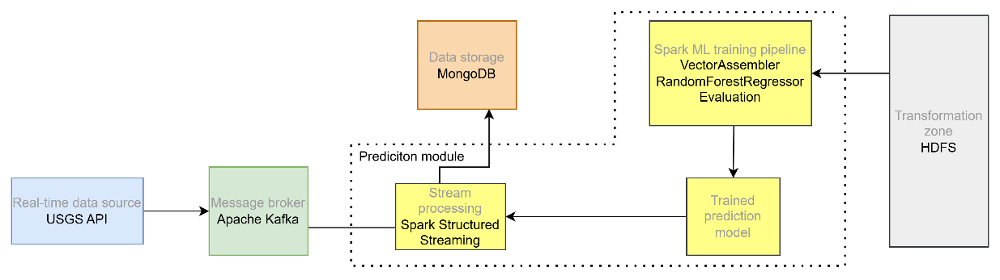 Data storage
MongoDB
Spark ML training pipeline
VectorAssembler
RandomForestRegressor
Evaluation
Transformation
zone
HDFS
Prediciton module
Real-time data source
USGS API
Message broker
Apache Kafka
Stream
processing
Spark Structured
Streaming
Trained
prediction
model